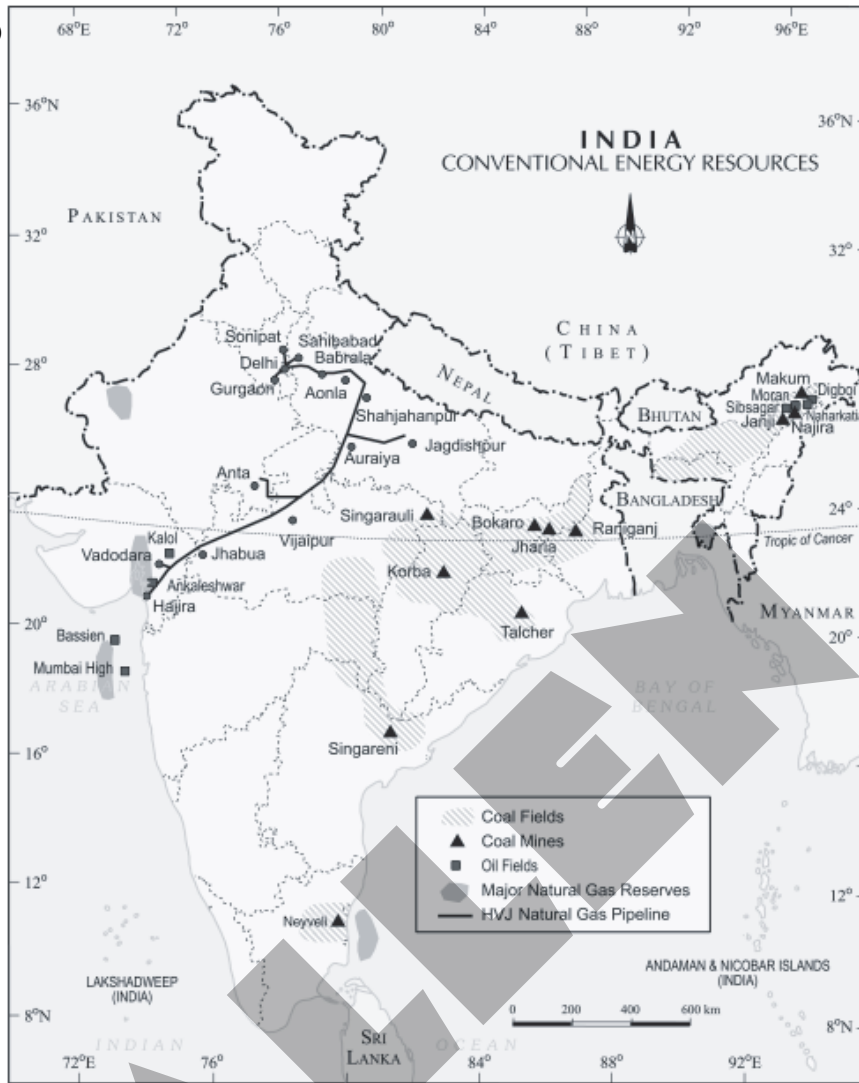 68°E
72°
76°
80°
84°
88°
92°
96°E
36°N
36°N
INDIA
CONVENTIONAL ENERGY RESOURCES
PAKISTAN
N
32°
32°
CHINA
(TIBET)
Sonipat
Sahibabad
Delhi
Babrala
28°
NEPAL
Gurgaon
Aonla
Makum
Digboi
Moran
BHUTAN
Sibsagar
Naharkatia
Shahjahanpur
Janji
Najira
Jagdishpur
Auraiya
Anta
BANGLADESH
24°
Singarauli
Bokaro
Raniganj
Kalol
Vijaipur
Jharia
Tropic of Cancer
Vadodara
Jhabua
Korba
Ankaleshwar
Hajira
MYANMAR
20°
Talcher
20°
Bassien
Mumbai High
ARABIAN
SEA
BAY OF
BENGAL
Singareni
16°
Coal Fields
Coal Mines
Oil Fields
Major Natural Gas Reserves
HVJ Natural Gas Pipeline
12°
12°
Neyveli
LAKSHADWEEP
(INDIA)
ANDAMAN & NICOBAR ISLANDS
(INDIA)
0 200 400 600 km
8°N
8°N
INDIAN
SRI
LANKA
OCEAN
72°E
76°
80°
84°
88°
92°E